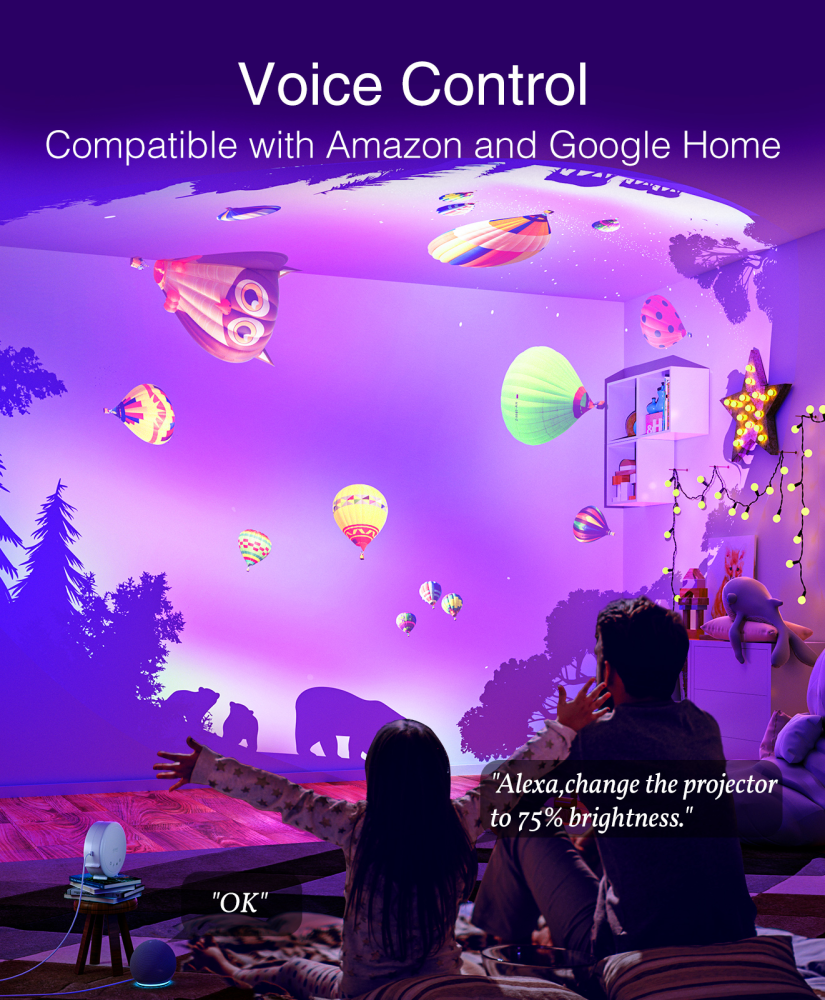 Voice Control
Compatible with Amazon and Google Home
"Alexa,change the projector
to 75% brightness."
"OK"